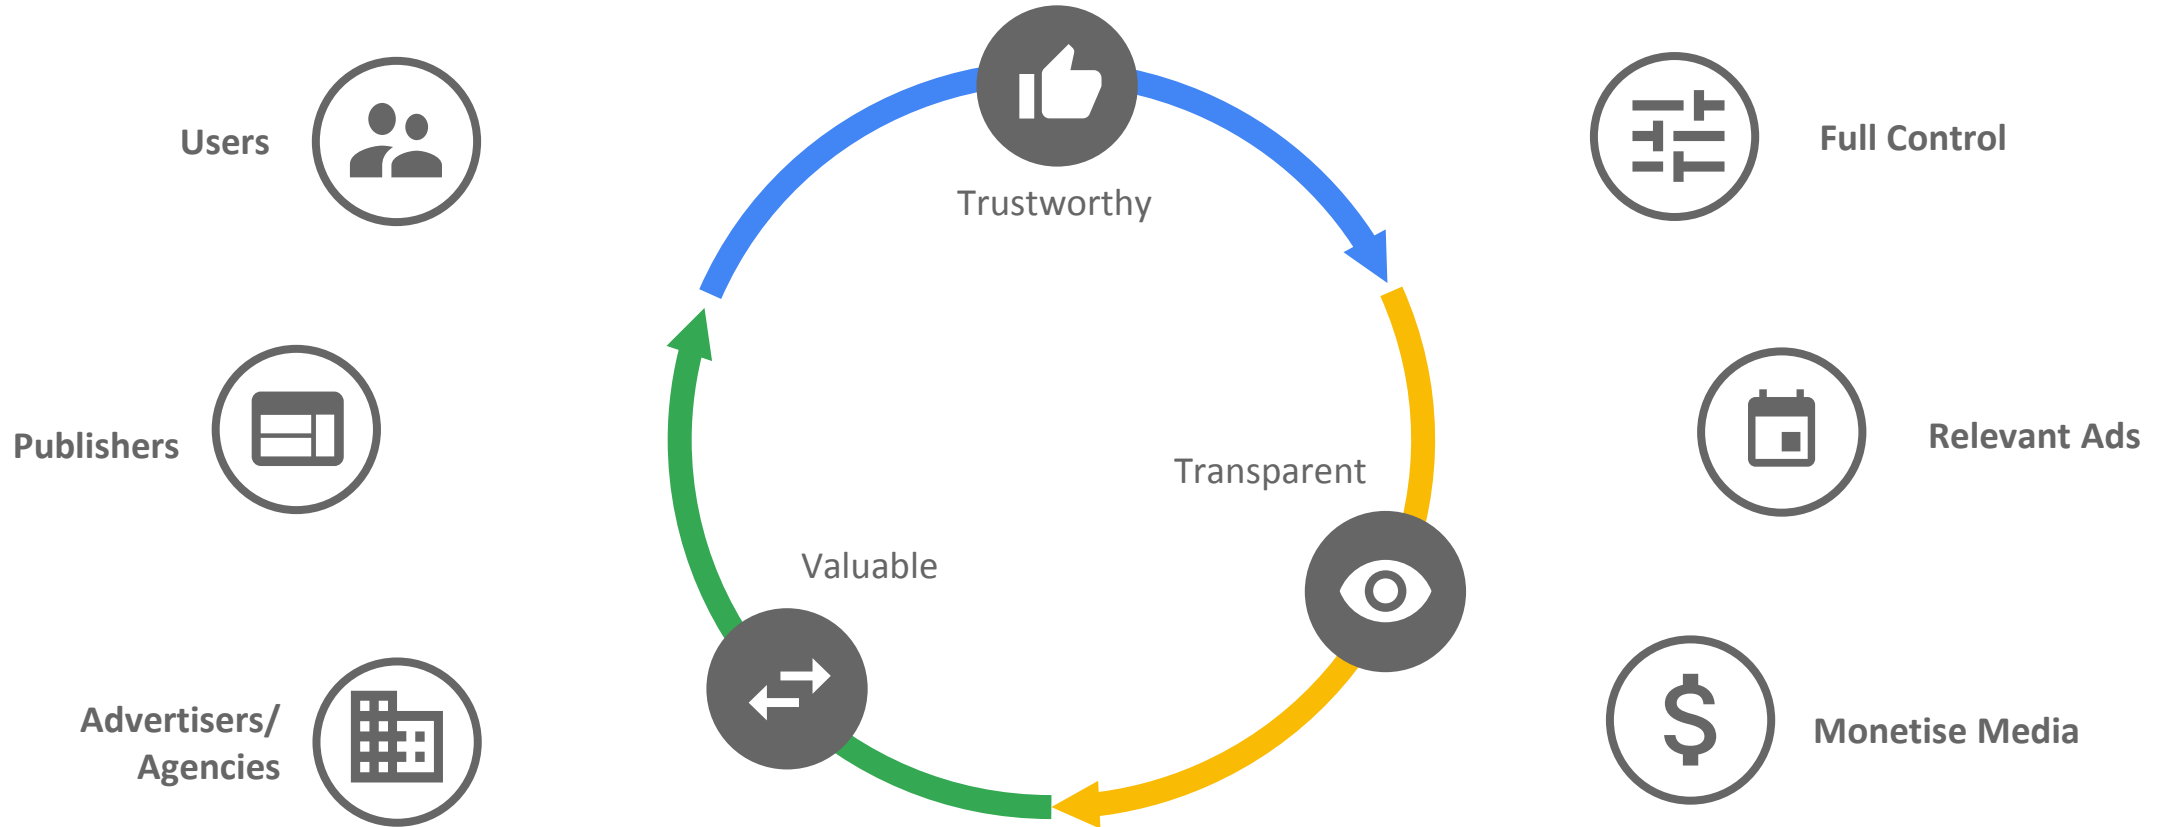 Users
Publishers
Advertisers/
Agencies
Trustworthy
Transparent
Valuable
Full Control
Relevant Ads
Monetise Media